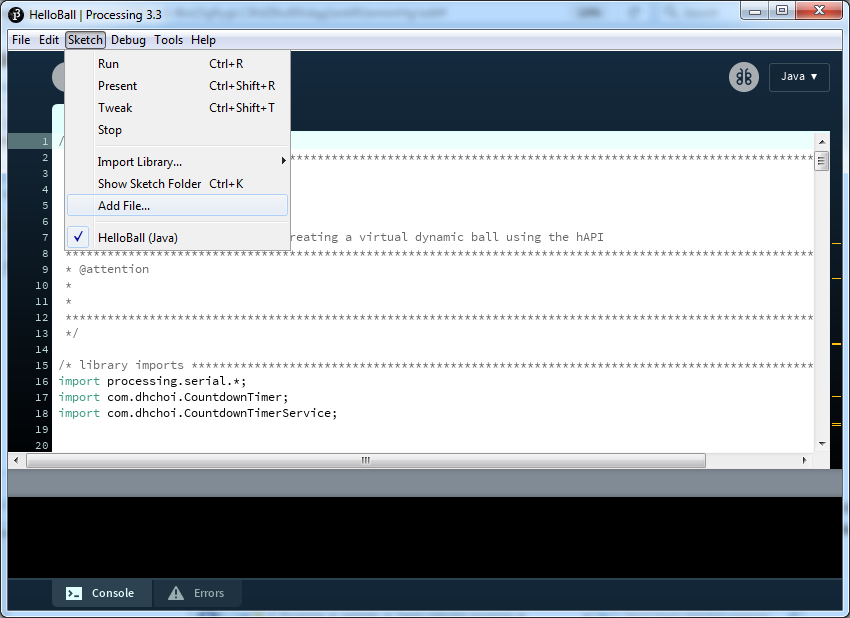 HelloBall | Processing 3.3
File Edit Sketch Debug Tools Help
Run Ctrl+R
Present Ctrl+Shift+R
Tweak Ctrl+Shift+T
Stop
Import Library...
Show Sketch Folder Ctrl+K
Add File...
HelloBall (Java)
Java ▼
1 /
2 ***************************************************************************
3
4
5
6
7 reating a virtual dynamic ball using the hAPI
8 ***********************************************************************************************************
9 * @attention
10 *
11 *
12 ***********************************************************************************************************
13 */
14
15 /* library imports *****************************************************************************************
16 import processing.serial.*;
17 import com.dhchoi.CountdownTimer;
18 import com.dhchoi.CountdownTimerService;
19
20
Console
Errors